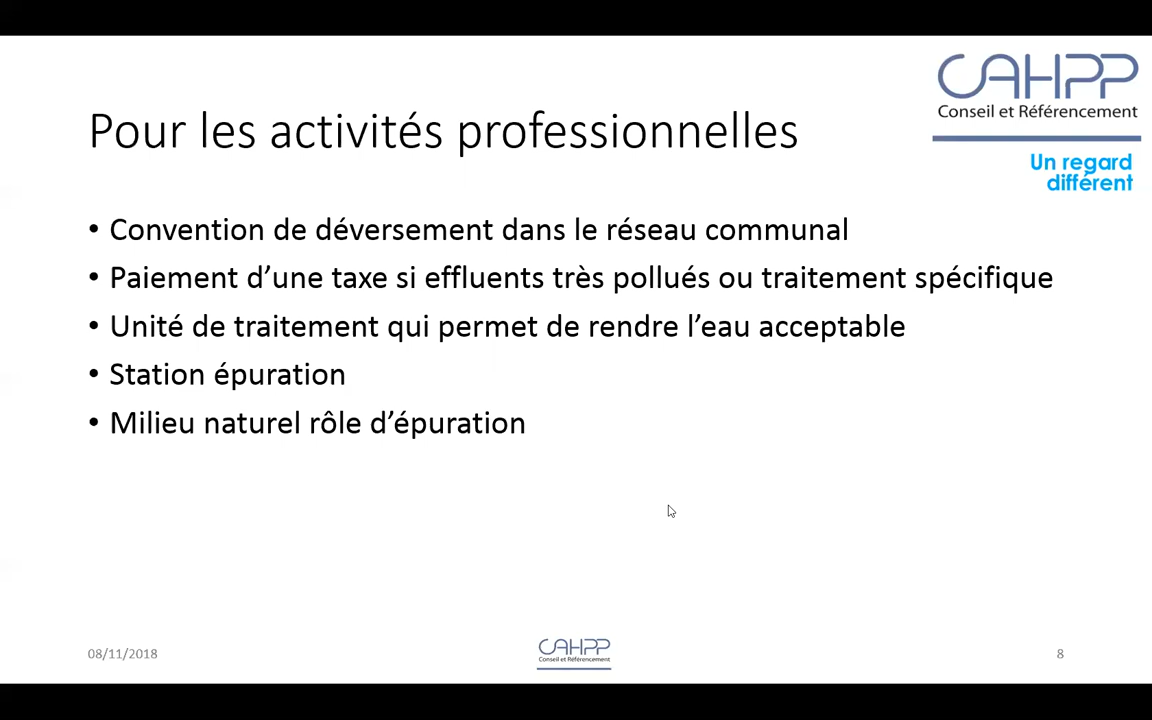 CAHPP
Conseil et Référencement
Un regard
différent
Pour les activités professionnelles
• Convention de déversement dans le réseau communal
• Paiement d’une taxe si effluents très pollués ou traitement spécifique
• Unité de traitement qui permet de rendre l’eau acceptable
• Station épuration
• Milieu naturel rôle d’épuration
08/11/2018
CAHPP
Conseil et Référencement
8